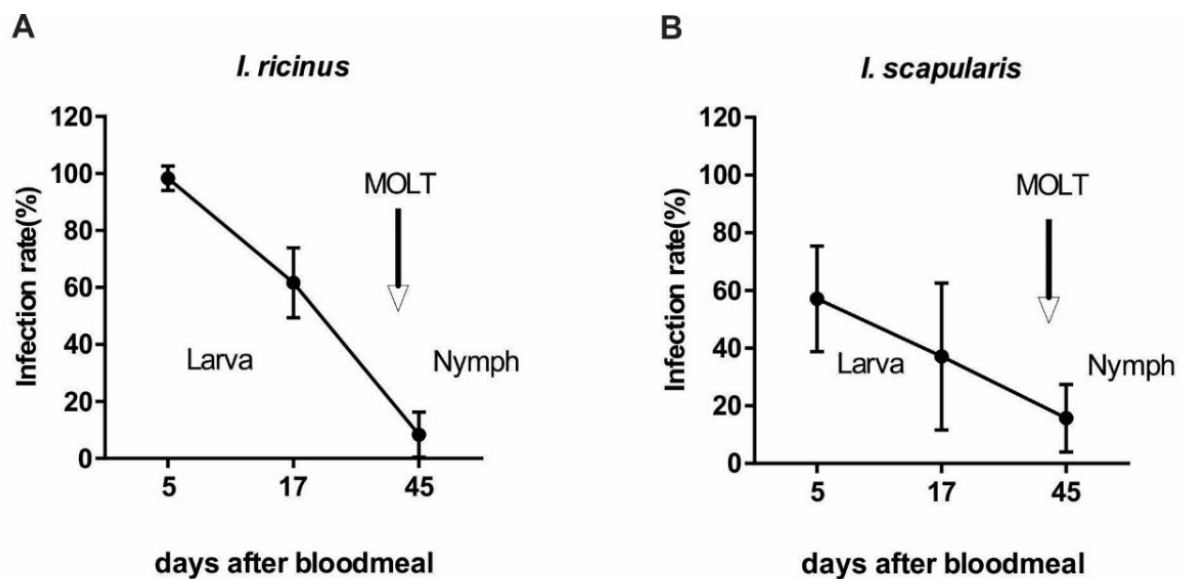 A
I. ricinus
120
100
80
60
40
20
0
Infection rate(%)
MOLT
Larva
Nymph
5 17 45
days after bloodmeal
B
I. scapularis
120
100
80
60
40
20
0
Infection rate(%)
MOLT
Larva
Nymph
5 17 45
days after bloodmeal